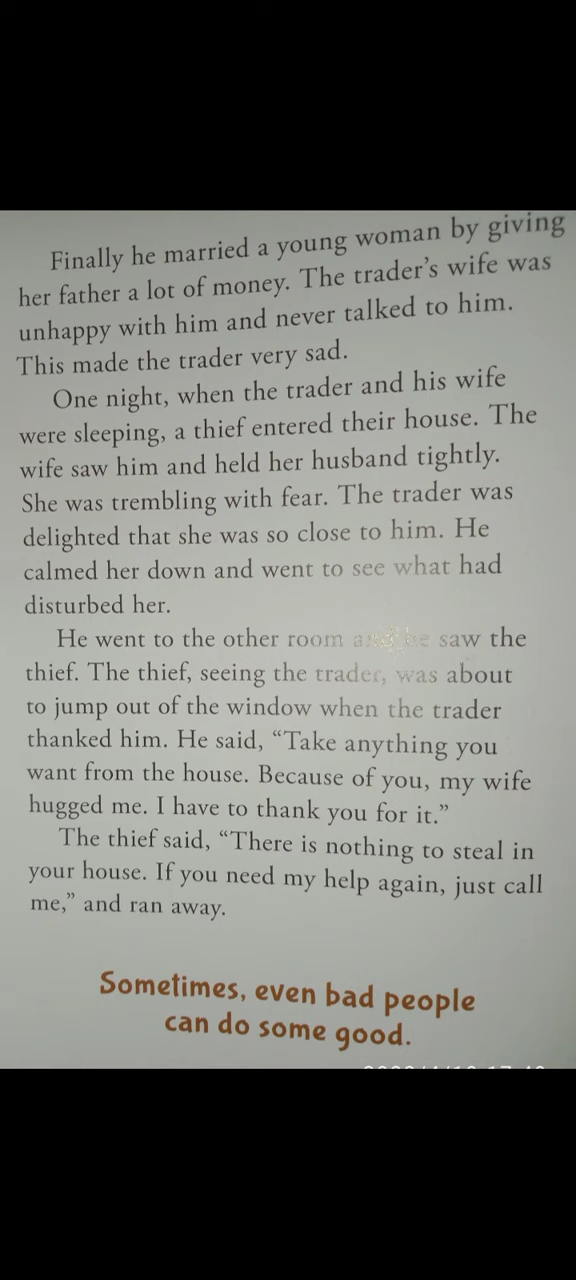 Finally he married a young woman by giving
her father a lot of money. The trader's wife was
unhappy with him and never talked to him.
This made the trader very sad.
One night, when the trader and his wife
were sleeping, a thief entered their house. The
wife saw him and held her husband tightly.
She was trembling with fear. The trader was
delighted that she was so close to him. He
calmed her down and went to see what had
disturbed her.
He went to the other room and he saw the
thief. The thief, seeing the trader, was about
to jump out of the window when the trader
thanked him. He said, “Take anything you
want from the house. Because of you, my wife
hugged me. I have to thank you for it.”
The thief said, “There is nothing to steal in
your house. If you need my help again, just call
me,” and ran away.
Sometimes, even bad people
can do some good.